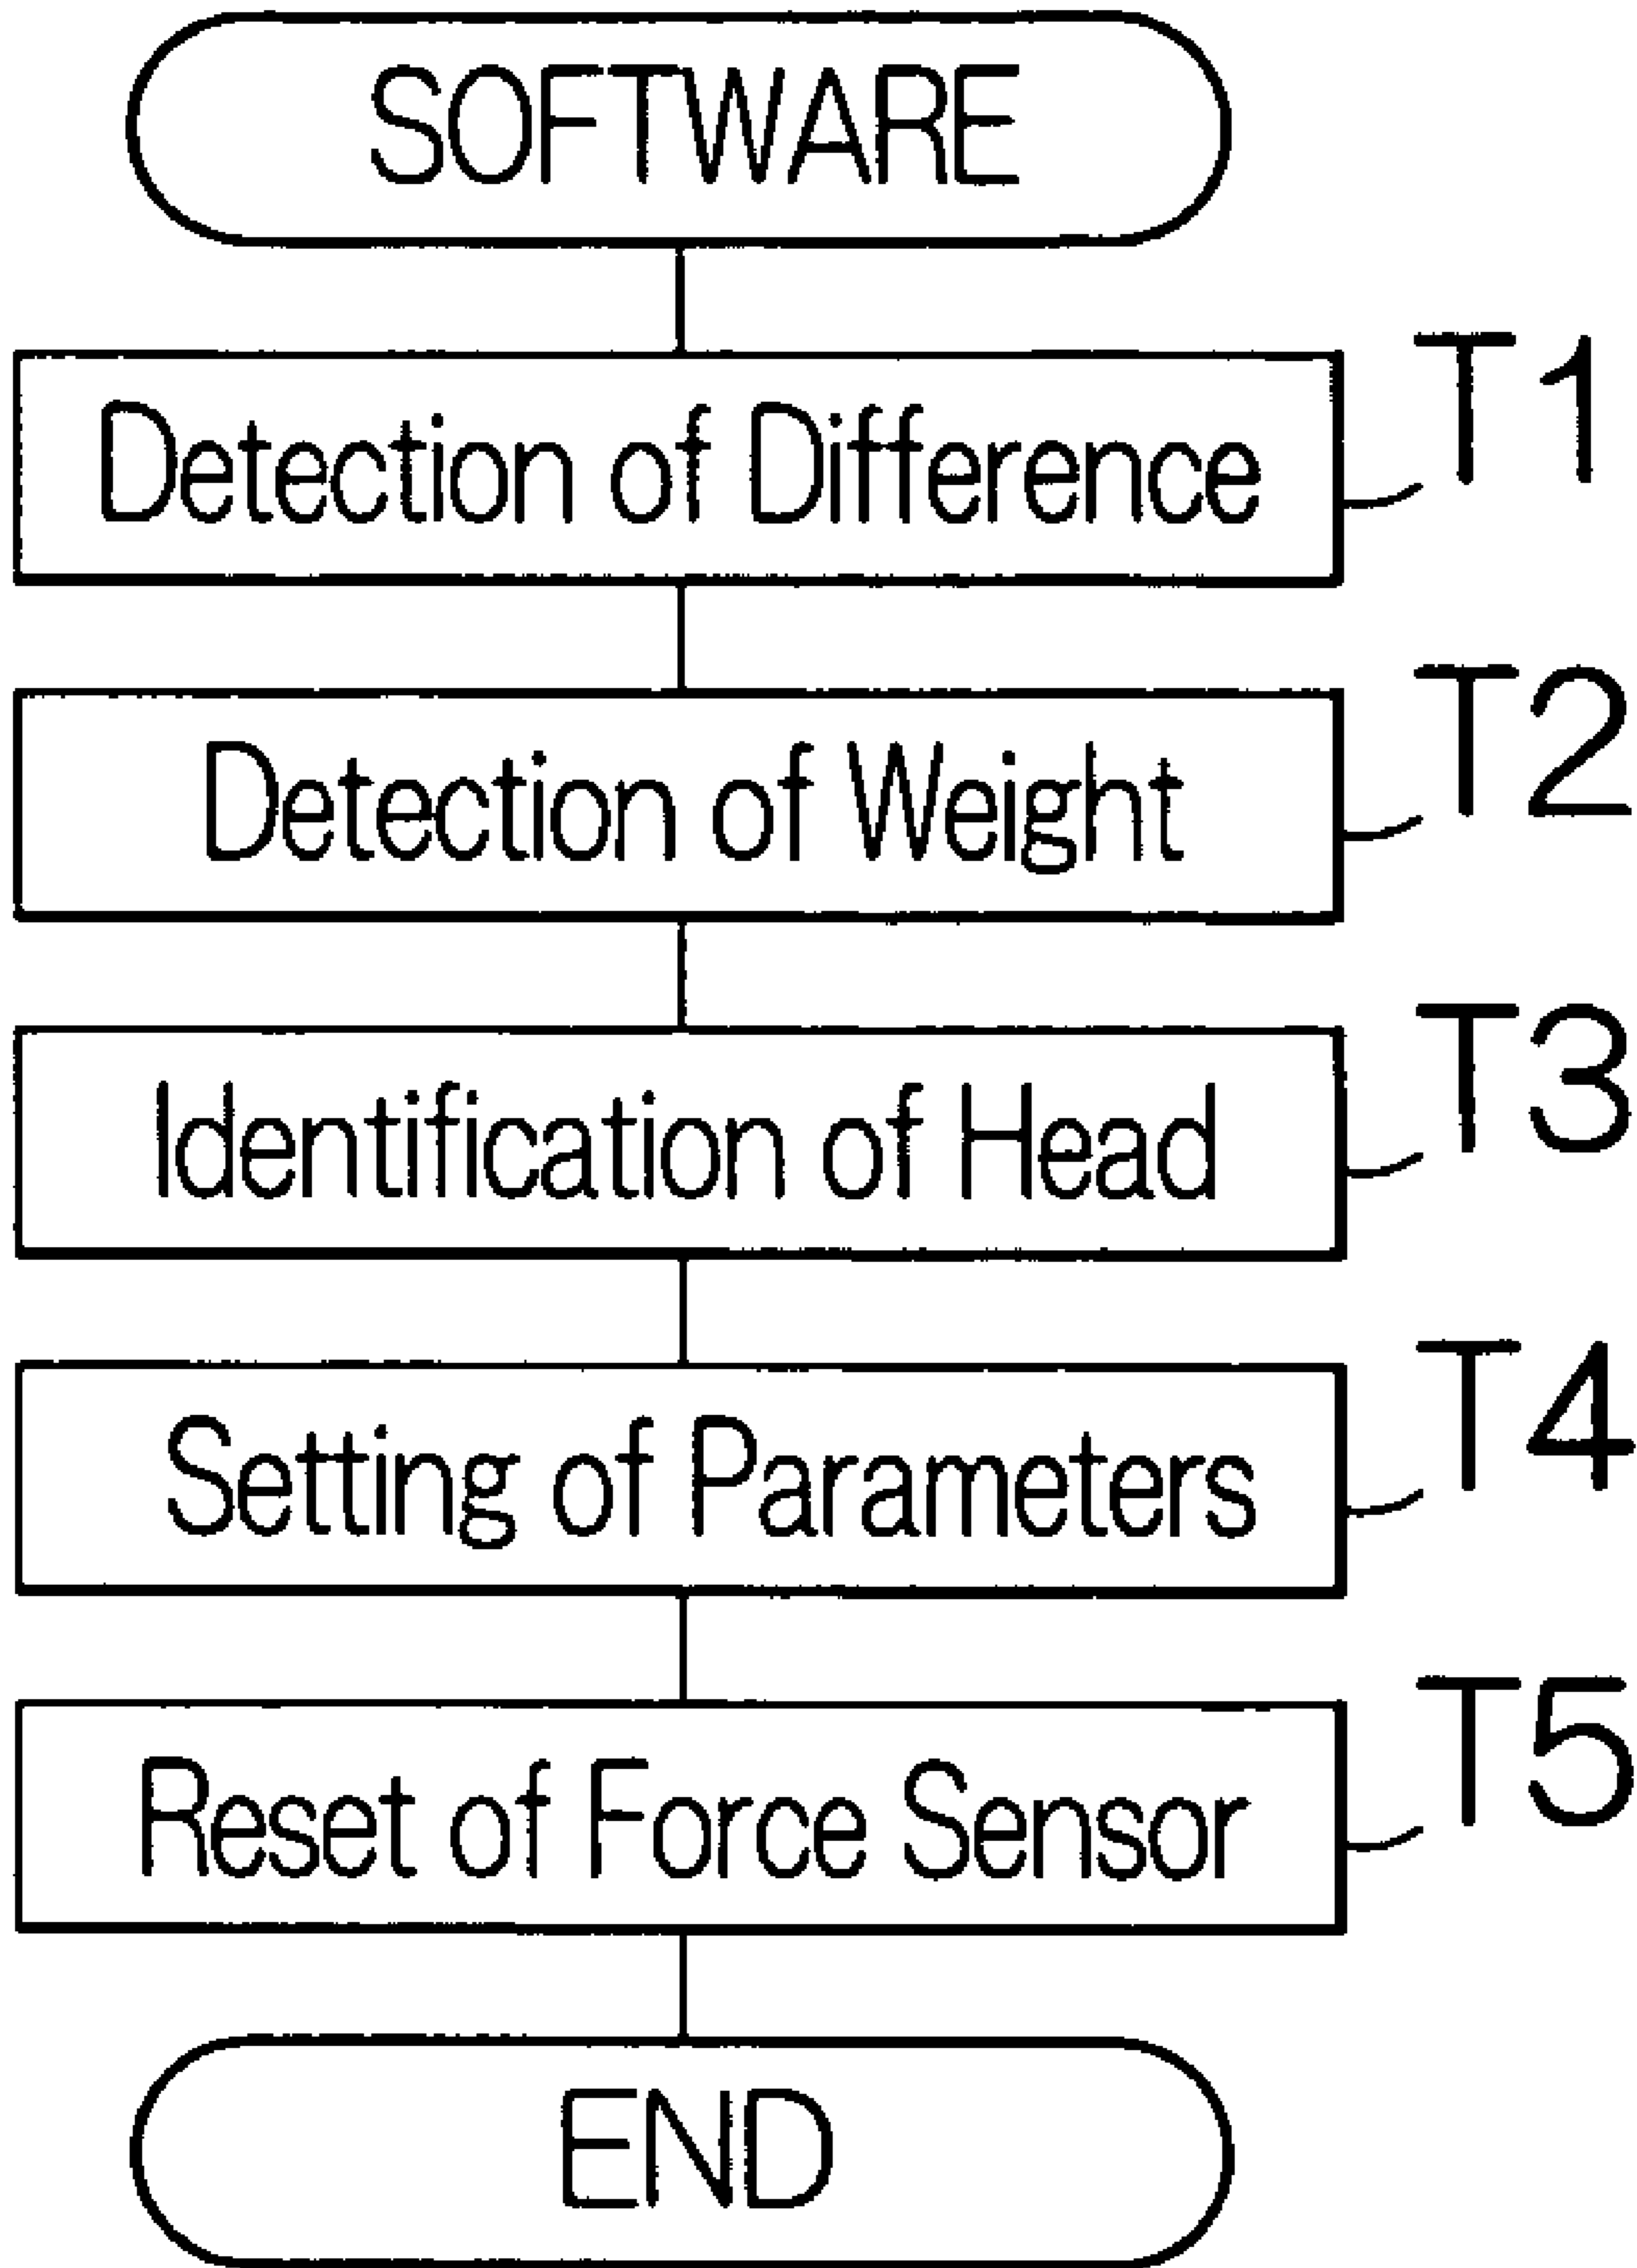 SOFTWARE
Detection of Difference
T1
Detection of Weight
T2
Identification of Head
T3
Setting of Parameters
T4
Reset of Force Sensor
T5
END